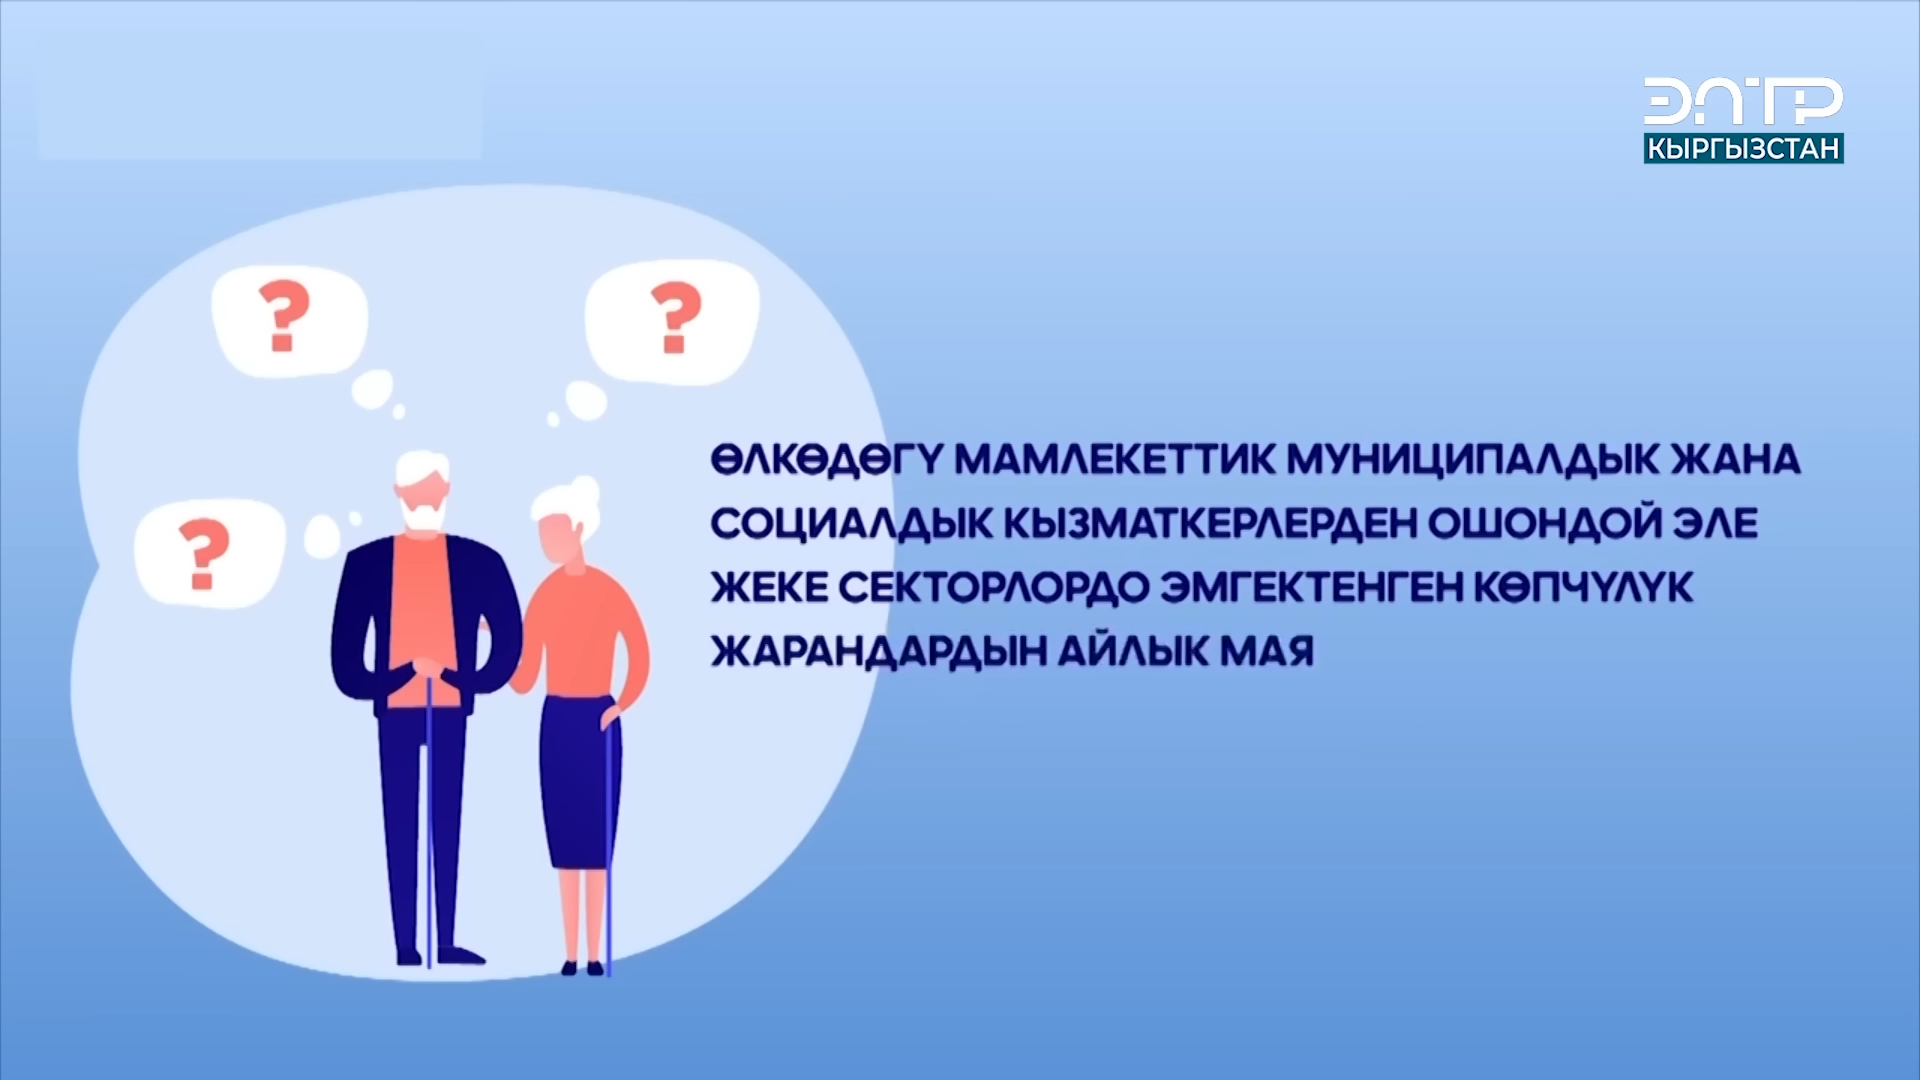 ЭЛТР
КЫРГЫЗСТАН
?
?
?
ӨЛКӨДӨГҮ МАМЛЕКЕТТИК МУНИЦИПАЛДЫК ЖАНА
СОЦИАЛДЫК КЫЗМАТКЕРЛЕРДЕН ОШОНДОЙ ЭЛЕ
ЖЕКЕ СЕКТОРЛОРДО ЭМГЕКТЕНГЕН КӨПЧҮЛҮК
ЖАРАНДАРДЫН АЙЛЫК МАЯ